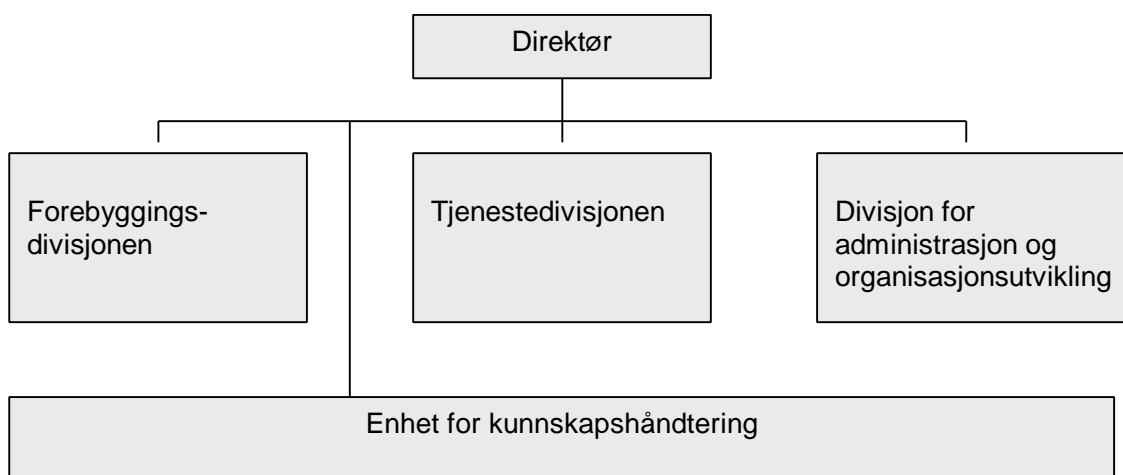 Direktør
Forebyggings-
divisjonen
Tjenestedivisjonen
Divisjon for
administrasjon og
organisasjonsutvikling
Enhet for kunnskapshåndtering